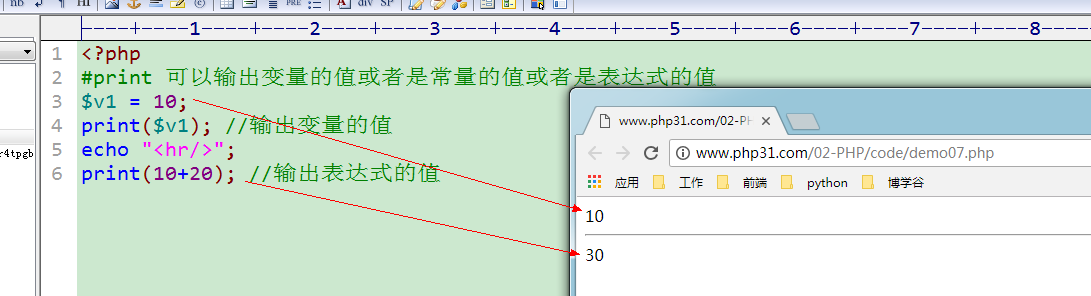 nb HI A div SP PRE
----+----1----+----2----+----3----+----4----+----5----+----6----+----7----+----8----
1 <?php
2 #print 可以输出变量的值或者是常量的值或者是表达式的值
3 $v1 = 10;
4 print($v1); //输出变量的值
5 echo "<hr/>";
6 print(10+20); //输出表达式的值
r4tpgb
www.php31.com/02-PH
www.php31.com/02-PHP/code/demo07.php
应用 工作 前端 python 博学谷
10
30